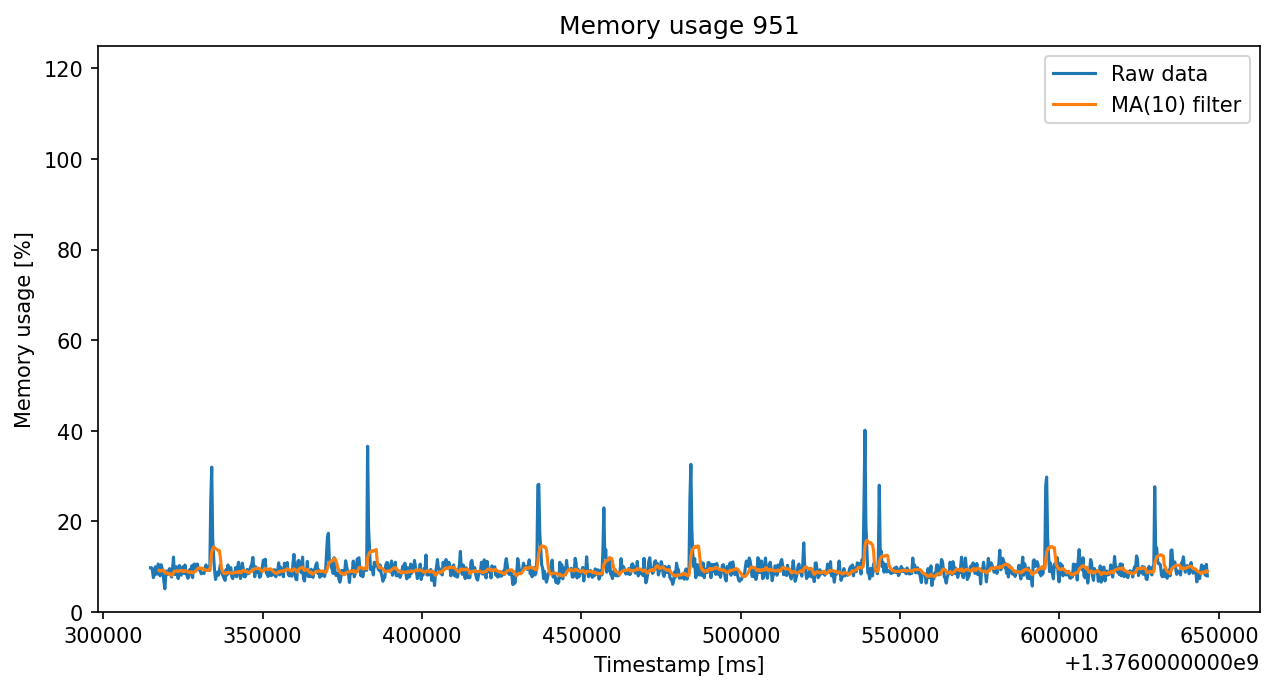 Memory usage 951
Raw data
MA(10) filter
Memory usage [%]
120
100
80
60
40
20
0
300000 350000 400000 450000 500000 550000 600000 650000
Timestamp [ms]
+1.3760000000e9